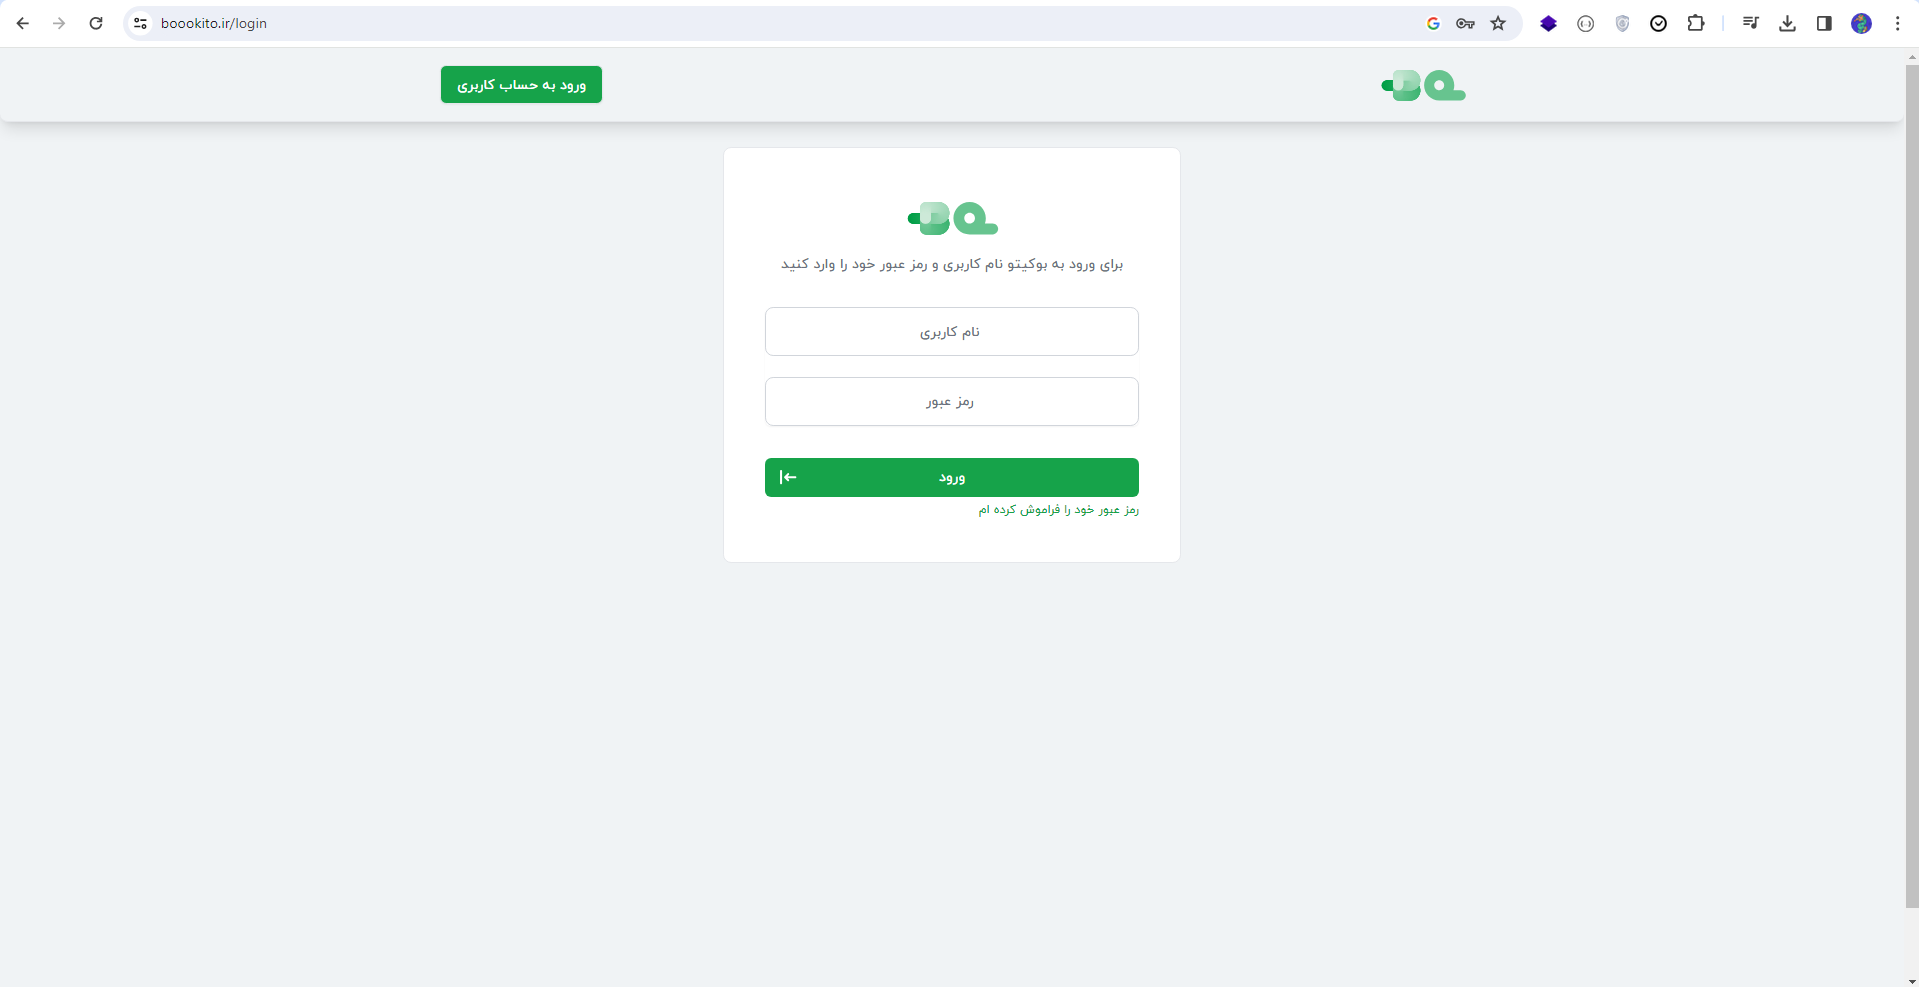 boookito.ir/login
ورود به حساب کاربری
برای ورود به بوکیتو نام کاربری و رمز عبور خود را وارد کنید
نام کاربری
رمز عبور
ورود
رمز عبور خود را فراموش کرده ام